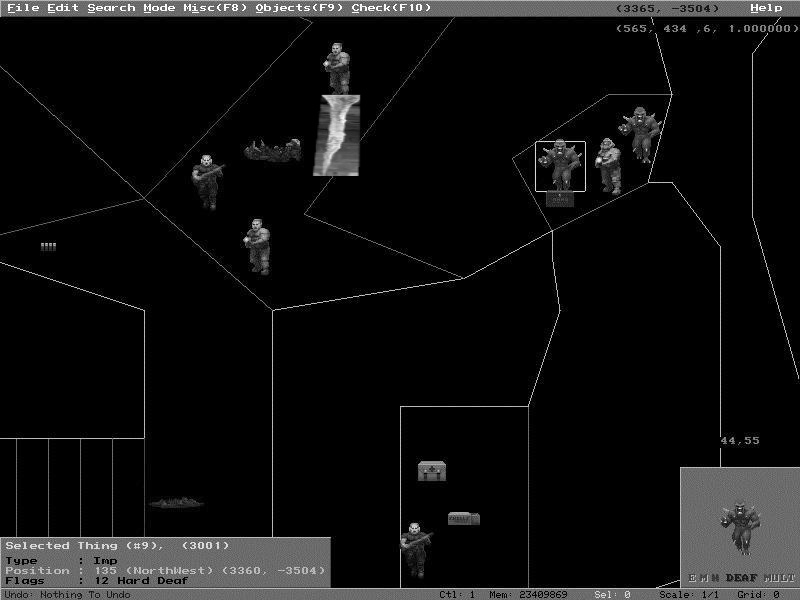 File Edit Search Mode Misc(F8) Objects(F9) Check(F10) (3365, -3504) Help
(565, 434 ,6, 1.000000)
44,55
Selected Thing (#9), (3001)
Type : Imp
Position : 135 (NorthWest) (3360, -3504)
Flags : 12 Hard Deaf
E M H DEAF MULT
Undo: Nothing To Undo Ctl: 1 Mem: 23409869 Sel: 0 Scale: 1/1 Grid: 0